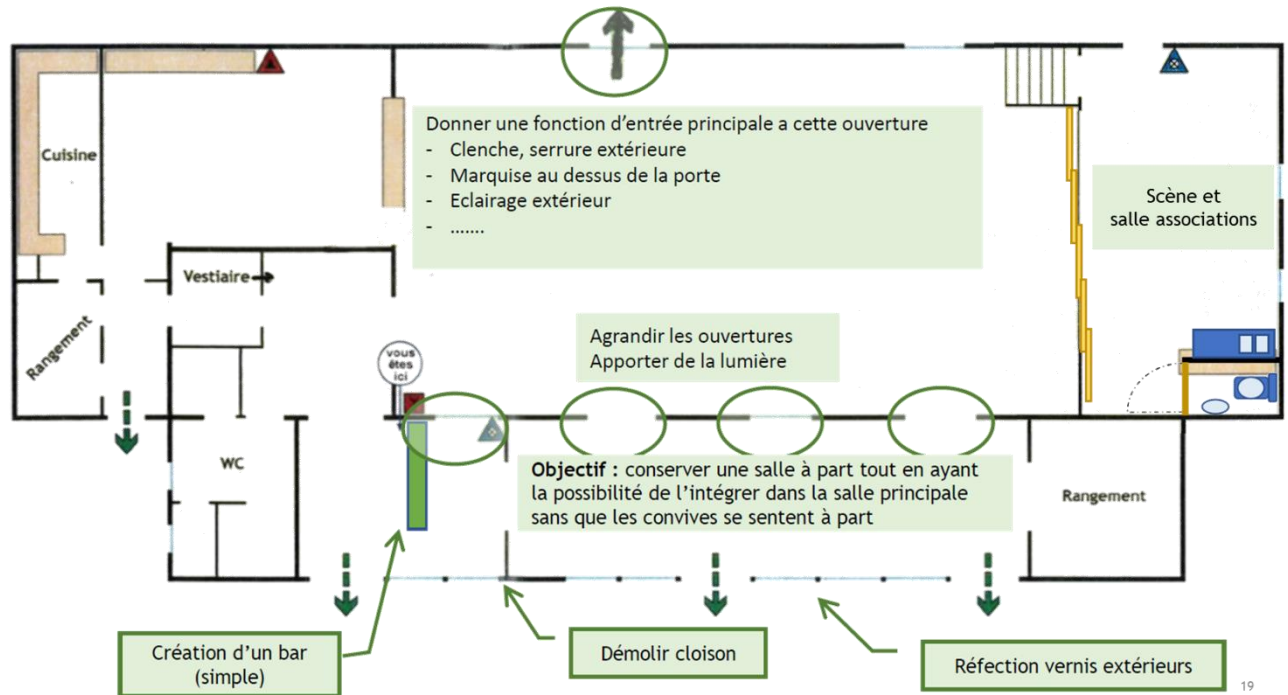 Donner une fonction d'entrée principale a cette ouverture
- Clenche, serrure extérieure
- Marquise au dessus de la porte
- Eclairage extérieur
- .......
Cuisine
Scène et
salle associations
Vestiaire
Rangement
Agrandir les ouvertures
Apporter de la lumière
vous
êtes
ici
WC
Objectif : conserver une salle à part tout en ayant
la possibilité de l'intégrer dans la salle principale
sans que les convives se sentent à part
Rangement
Création d'un bar
(simple)
Démolir cloison
Réfection vernis extérieurs
19